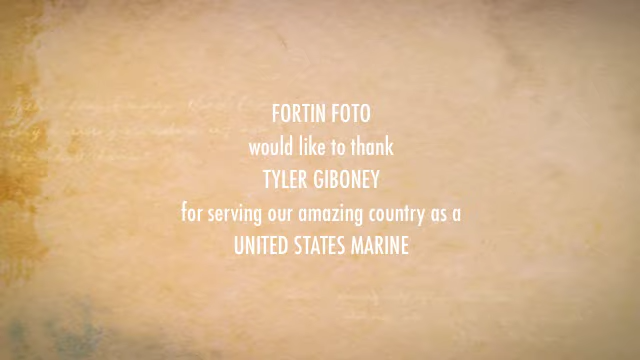 FORTIN FOTO
would like to thank
TYLER GIBONEY
for serving our amazing country as a
UNITED STATES MARINE